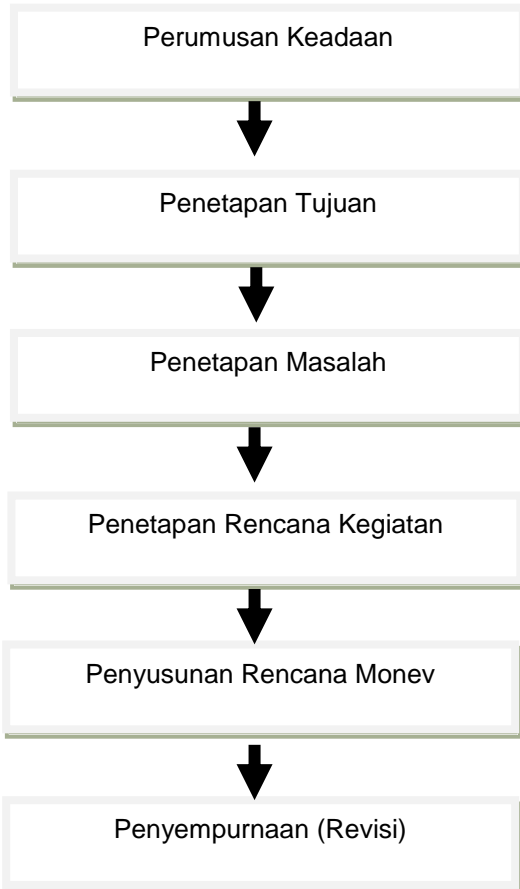 Perumusan Keadaan
Penetapan Tujuan
Penetapan Masalah
Penetapan Rencana Kegiatan
Penyusunan Rencana Monev
Penyempurnaan (Revisi)